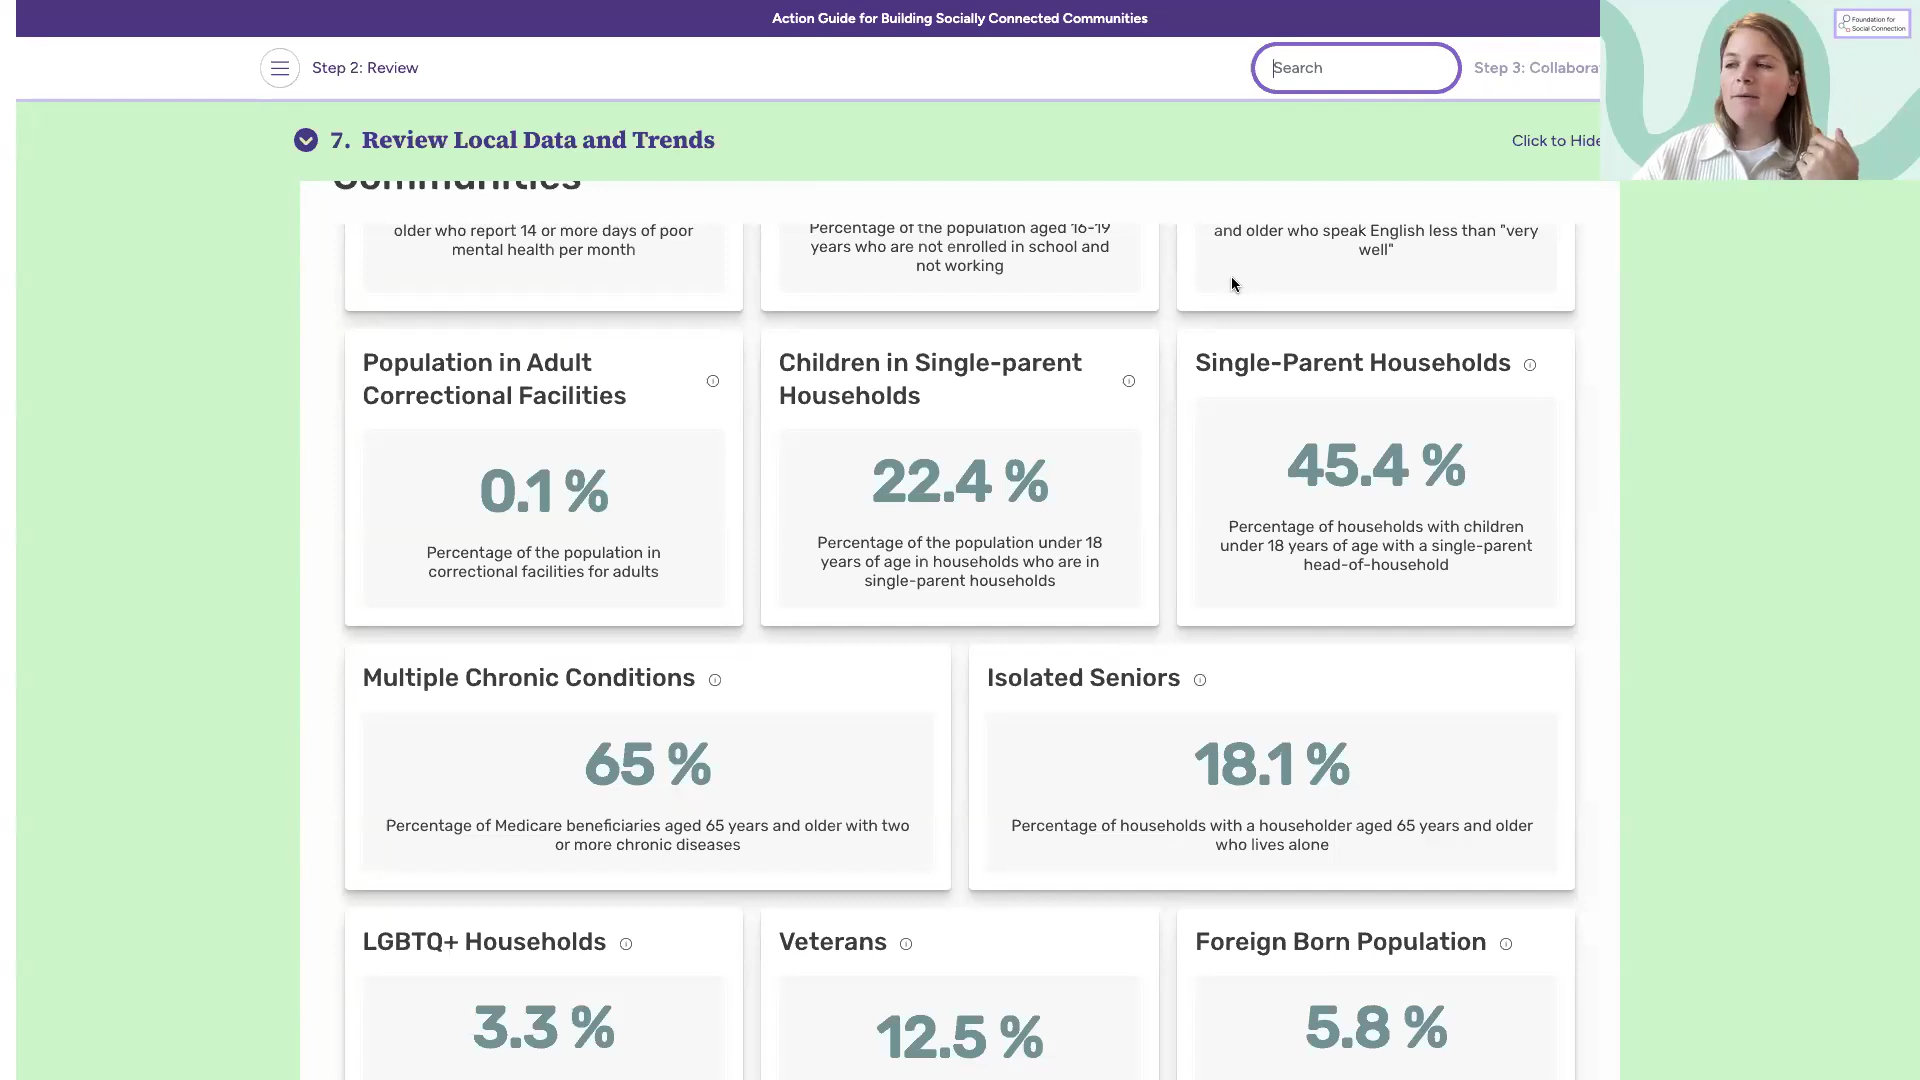 Action Guide for Building Socially Connected Communities
Foundation for
Social Connection
Step 2: Review
Search
Step 3: Collabora
7. Review Local Data and Trends
Click to Hide
Communities
older who report 14 or more days of poor
mental health per month
Percentage of the population aged 16-19
years who are not enrolled in school and
not working
and older who speak English less than "very
well"
Population in Adult
Correctional Facilities
0.1 %
Percentage of the population in
correctional facilities for adults
Children in Single-parent
Households
22.4 %
Percentage of the population under 18
years of age in households who are in
single-parent households
Single-Parent Households
45.4 %
Percentage of households with children
under 18 years of age with a single-parent
head-of-household
Multiple Chronic Conditions
65 %
Percentage of Medicare beneficiaries aged 65 years and older with two
or more chronic diseases
Isolated Seniors
18.1 %
Percentage of households with a householder aged 65 years and older
who lives alone
LGBTQ+ Households
3.3 %
Veterans
12.5 %
Foreign Born Population
5.8 %